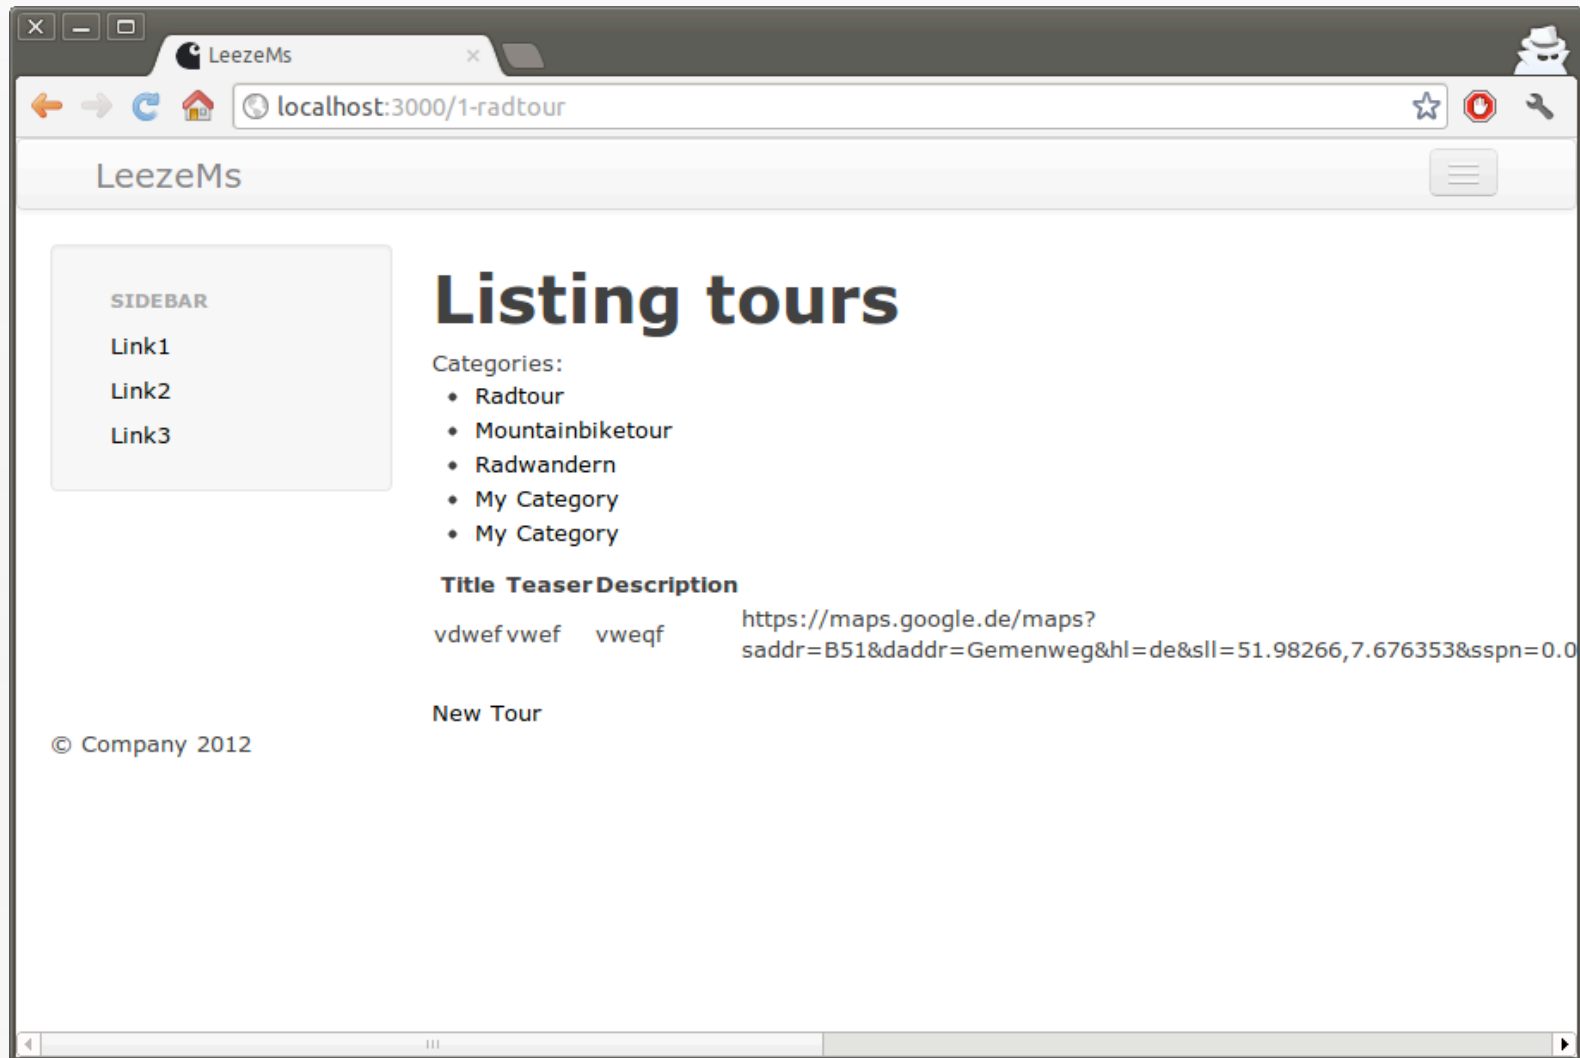 LeezeMs
localhost:3000/1-radtour
LeezeMs
SIDEBAR
Link1
Link2
Link3
Listing tours
Categories:
Radtour
Mountainbiketour
Radwandern
My Category
My Category
Title Teaser Description
vdwef vwef vweqf https://maps.google.de/maps?
saddr=B51&daddr=Gemenweg&hl=de&sll=51.98266,7.676353&sspn=0.0
New Tour
© Company 2012